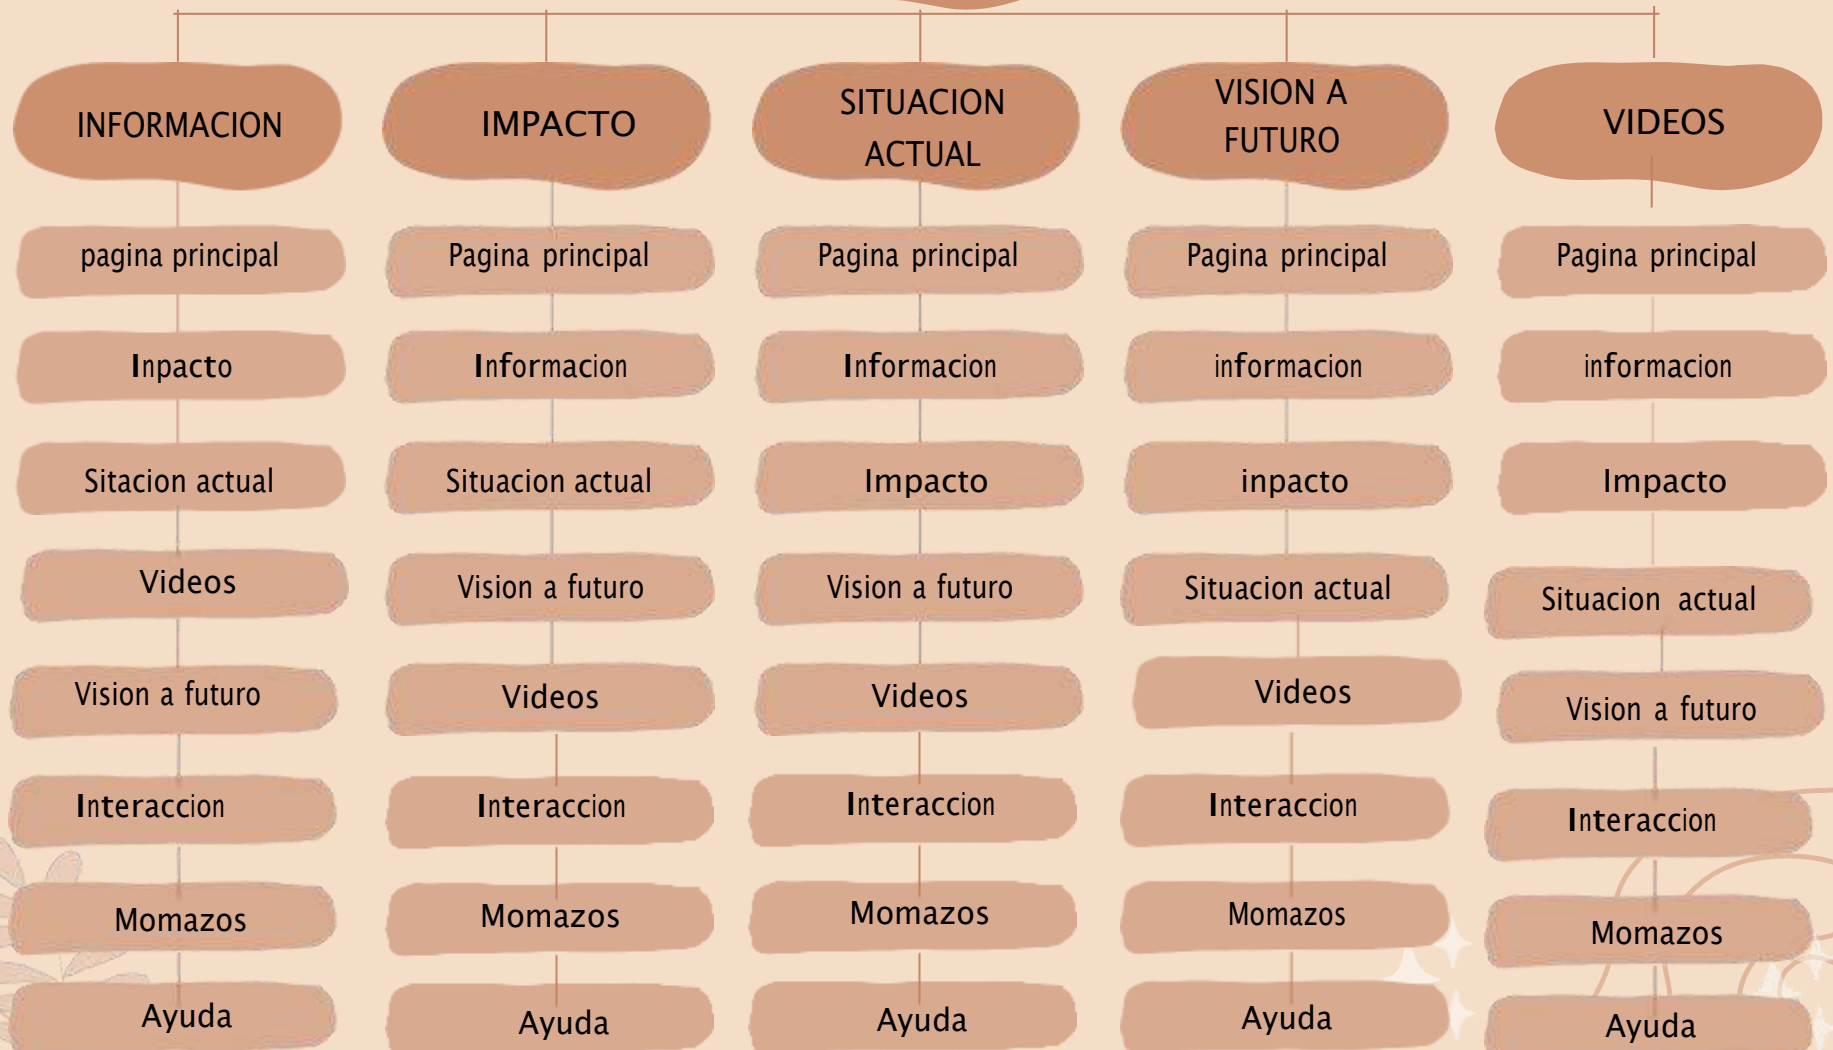 INFORMACION
pagina principal
Inpacto
Sitacion actual
Videos
Vision a futuro
Interaccion
Momazos
Ayuda
IMPACTO
Pagina principal
Informacion
Situacion actual
Vision a futuro
Videos
Interaccion
Momazos
Ayuda
SITUACION
ACTUAL
Pagina principal
Informacion
Impacto
Vision a futuro
Videos
Interaccion
Momazos
Ayuda
VISION A
FUTURO
Pagina principal
informacion
inpacto
Situacion actual
Videos
Interaccion
Momazos
Ayuda
VIDEOS
Pagina principal
informacion
Impacto
Situacion actual
Vision a futuro
Interaccion
Momazos
Ayuda